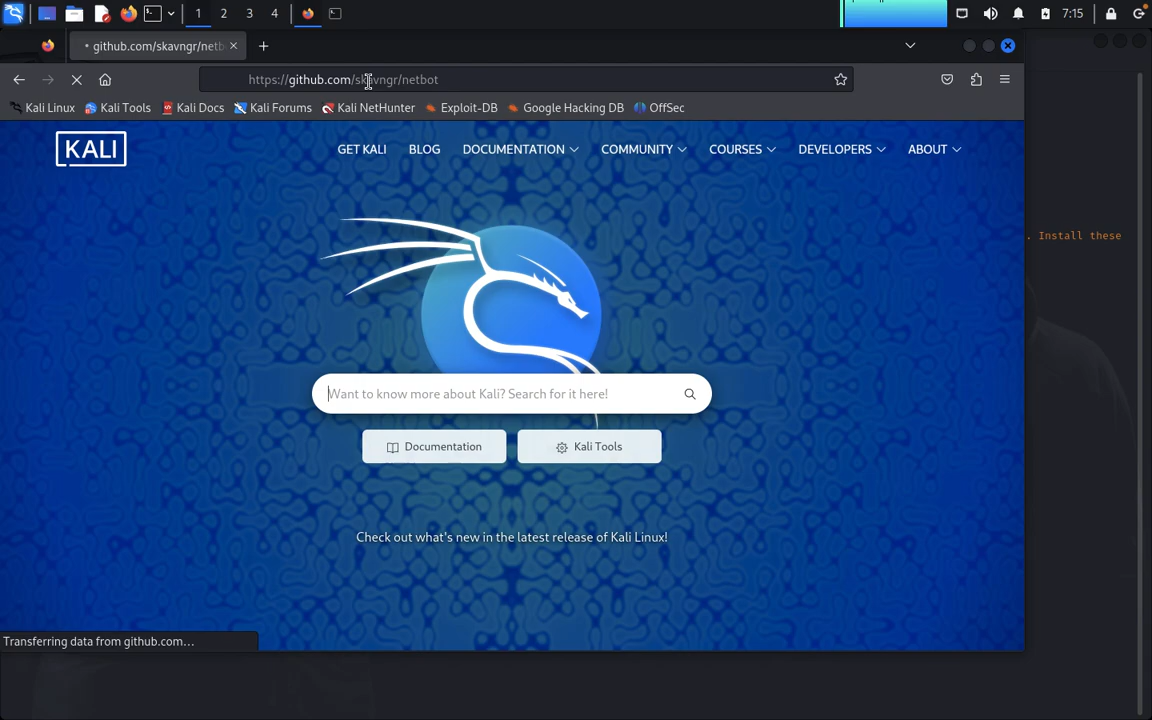 1 2 3 4
7:15
github.com/skavngr/netb
https://github.com/skavngr/netbot
Kali Linux Kali Tools Kali Docs Kali Forums Kali NetHunter Exploit-DB Google Hacking DB OffSec
KALI
GET KALI BLOG DOCUMENTATION COMMUNITY COURSES DEVELOPERS ABOUT
. Install these
Want to know more about Kali? Search for it here!
Documentation Kali Tools
Check out what's new in the latest release of Kali Linux!
Transferring data from github.com...